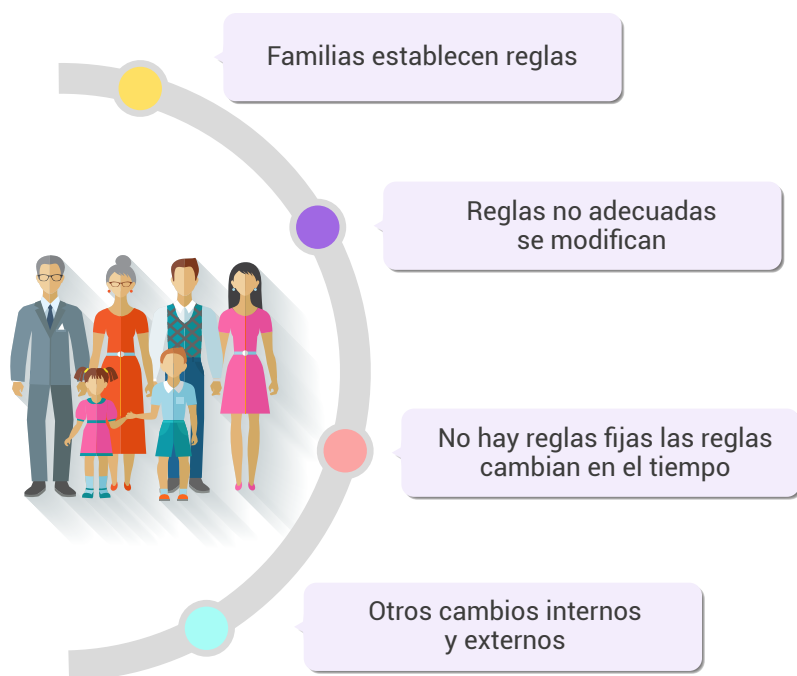 Familias establecen reglas
Reglas no adecuadas
se modifican
No hay reglas fijas las reglas
cambian en el tiempo
Otros cambios internos
y externos